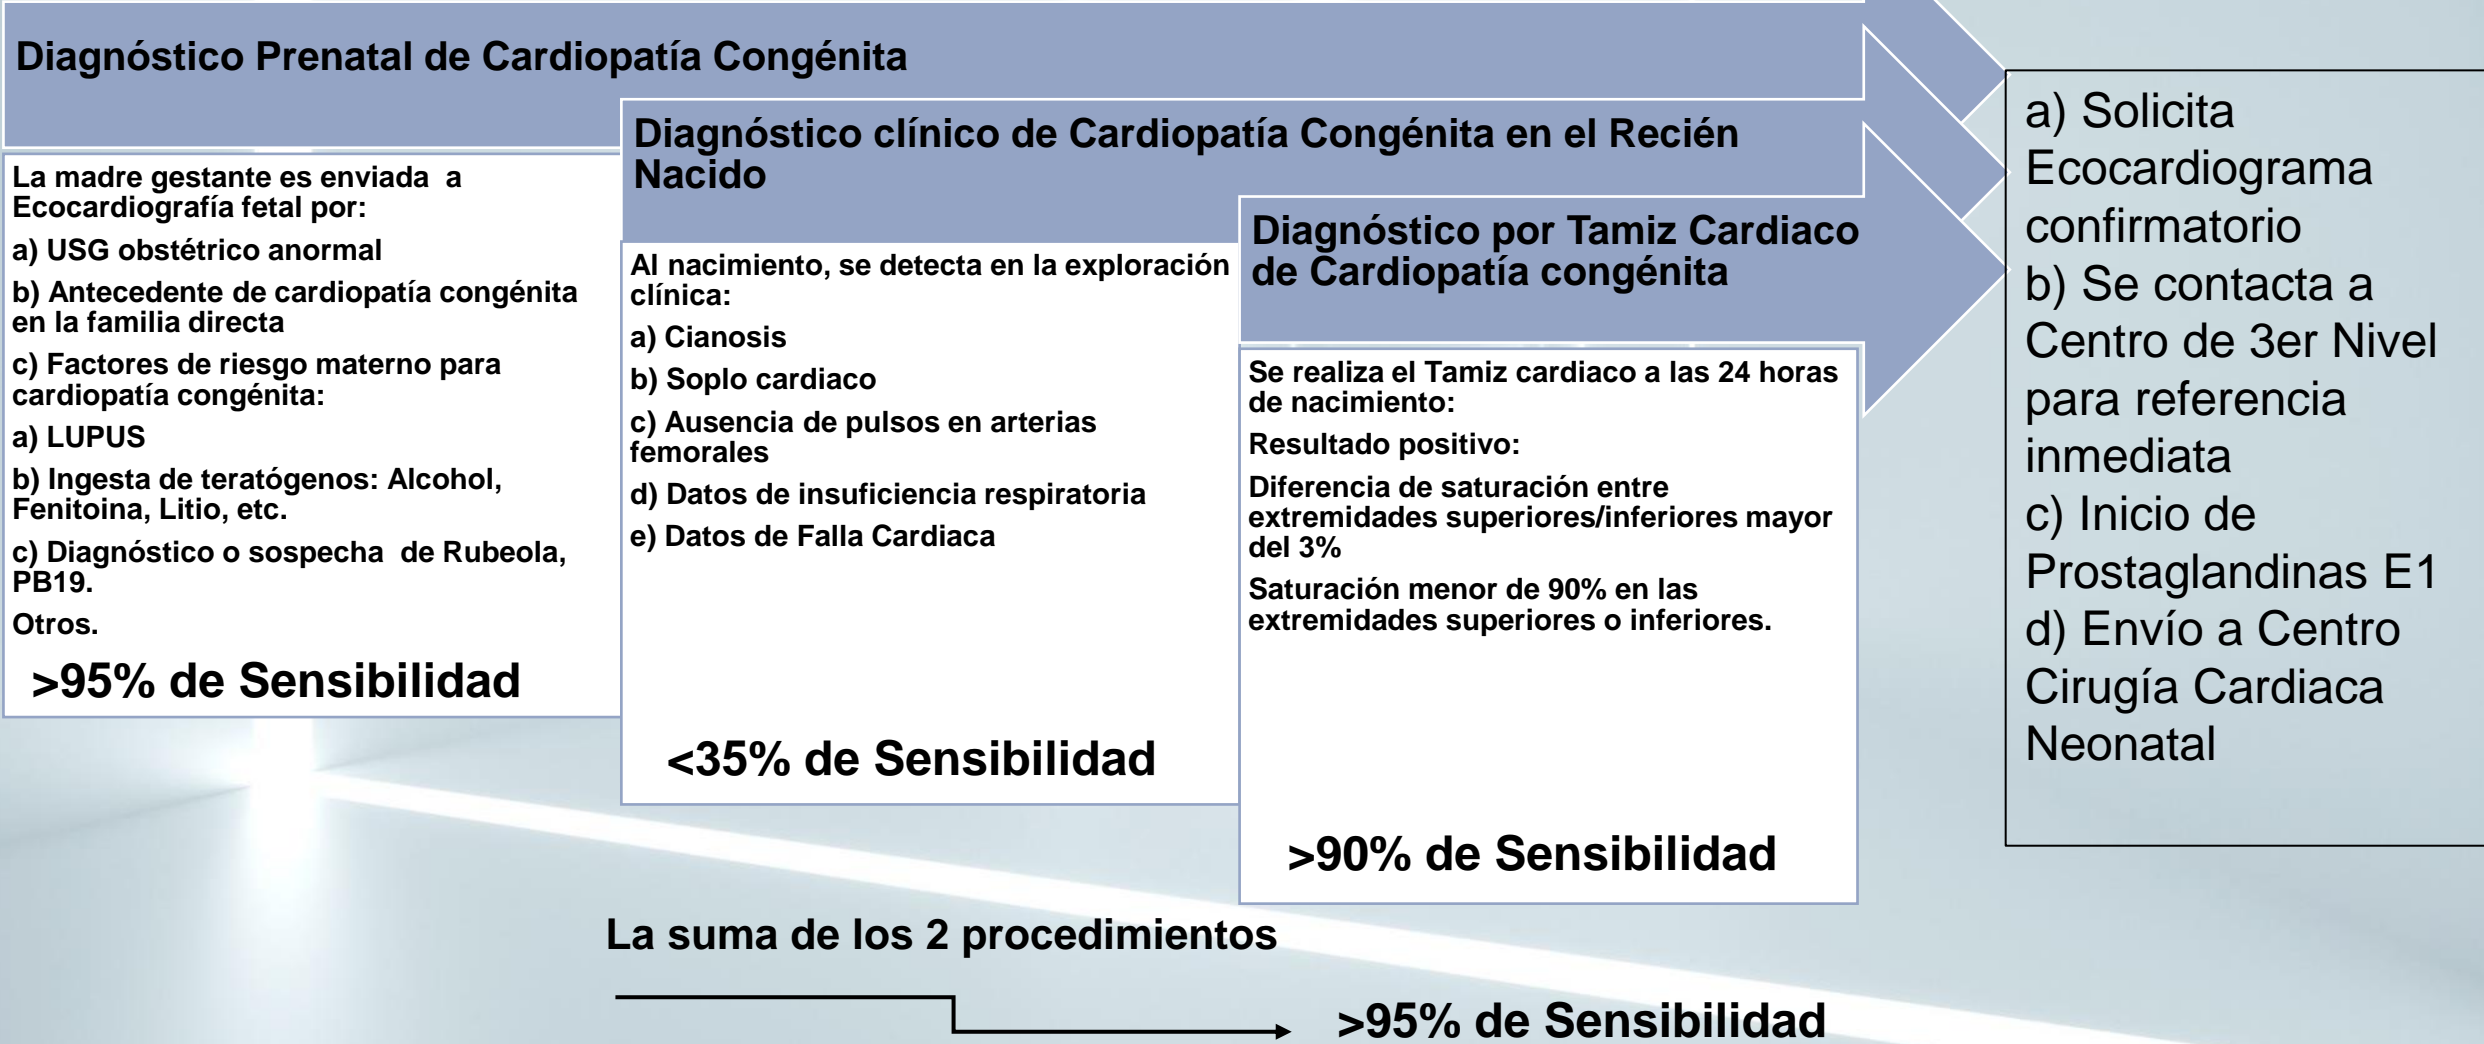 Diagnóstico Prenatal de Cardiopatía Congénita
La madre gestante es enviada a
Ecocardiografía fetal por:
a) USG obstétrico anormal
b) Antecedente de cardiopatía congénita
en la familia directa
c) Factores de riesgo materno para
cardiopatía congénita:
a) LUPUS
b) Ingesta de teratógenos: Alcohol,
Fenitoina, Litio, etc.
c) Diagnóstico o sospecha de Rubeola,
PB19.
Otros.
>95% de Sensibilidad
Diagnóstico clínico de Cardiopatía Congénita en el Recién
Nacido
Al nacimiento, se detecta en la exploración
clínica:
a) Cianosis
b) Soplo cardiaco
c) Ausencia de pulsos en arterias
femorales
d) Datos de insuficiencia respiratoria
e) Datos de Falla Cardiaca
<35% de Sensibilidad
Diagnóstico por Tamiz Cardiaco
de Cardiopatía congénita
Se realiza el Tamiz cardiaco a las 24 horas
de nacimiento:
Resultado positivo:
Diferencia de saturación entre
extremidades superiores/inferiores mayor
del 3%
Saturación menor de 90% en las
extremidades superiores o inferiores.
>90% de Sensibilidad
a) Solicita
Ecocardiograma
confirmatorio
b) Se contacta a
Centro de 3er Nivel
para referencia
inmediata
c) Inicio de
Prostaglandinas E1
d) Envío a Centro
Cirugía Cardiaca
Neonatal
La suma de los 2 procedimientos
>95% de Sensibilidad